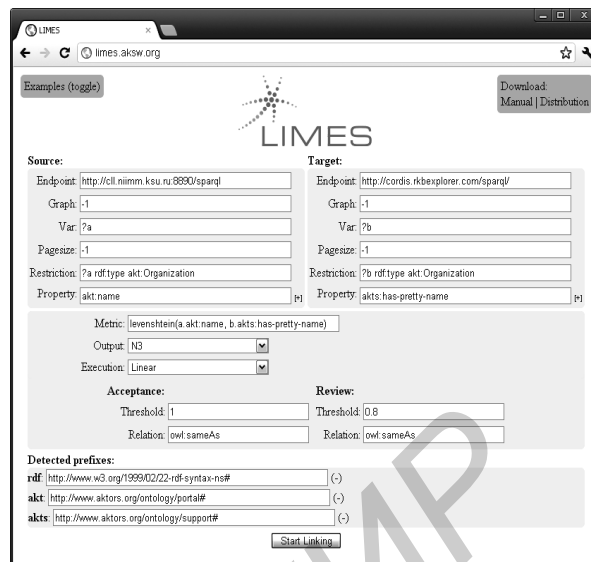 LIMES
limes.aksw.org
Examples (toggle)
Download:
Manual | Distribution
LIMES
Source:
Endpoint: http://cll.niimm.ksu.ru:8890/sparql
Graph: -1
Var: ?a
Pagesize: -1
Restriction: ?a rdf:type akt:Organization
Property: akt:name [+]
Target:
Endpoint: http://cordis.rkbexplorer.com/sparql/
Graph: -1
Var: ?b
Pagesize: -1
Restriction: ?b rdf:type akt:Organization
Property: akts:has-pretty-name [+]
Metric: levenshtein(a.akt:name, b.akts:has-pretty-name)
Output: N3
Execution: Linear
Acceptance:
Threshold: 1
Relation: owl:sameAs
Review:
Threshold: 0.8
Relation: owl:sameAs
Detected prefixes:
rdf: http://www.w3.org/1999/02/22-rdf-syntax-ns# (-)
akt: http://www.aktors.org/ontology/portal# (-)
akts: http://www.aktors.org/ontology/support# (-)
Start Linking